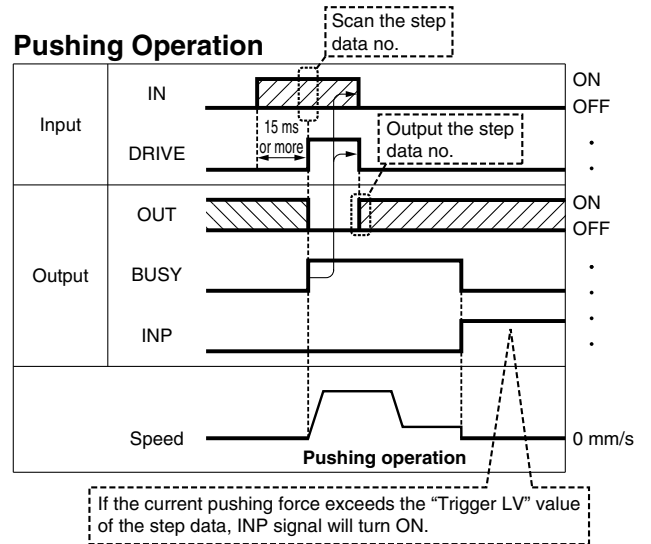 Pushing Operation
Scan the step
data no.
Input
IN
ON
OFF
15 ms
or more
DRIVE
Output the step
data no.
Output
OUT
ON
OFF
BUSY
INP
Speed
0 mm/s
Pushing operation
If the current pushing force exceeds the “Trigger LV” value
of the step data, INP signal will turn ON.